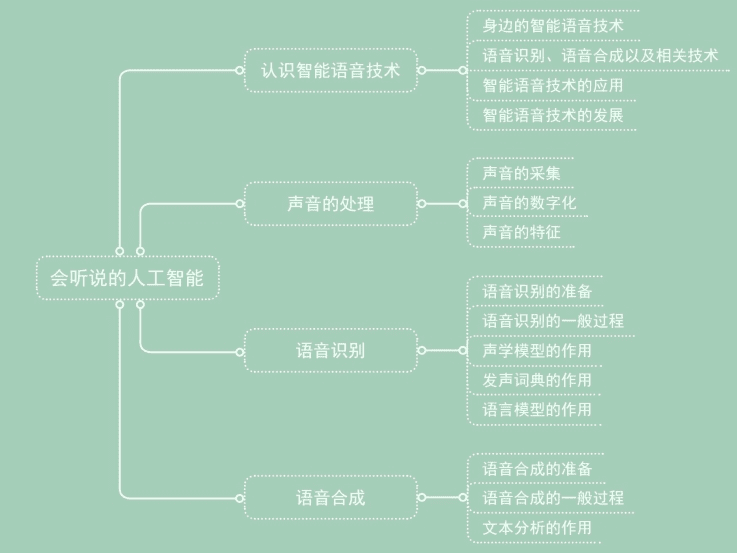 会听说的人工智能
认识智能语音技术
身边的智能语音技术
语音识别、语音合成以及相关技术
智能语音技术的应用
智能语音技术的发展
声音的处理
声音的采集
声音的数字化
声音的特征
语音识别
语音识别的准备
语音识别的一般过程
声学模型的作用
发声词典的作用
语言模型的作用
语音合成
语音合成的准备
语音合成的一般过程
文本分析的作用